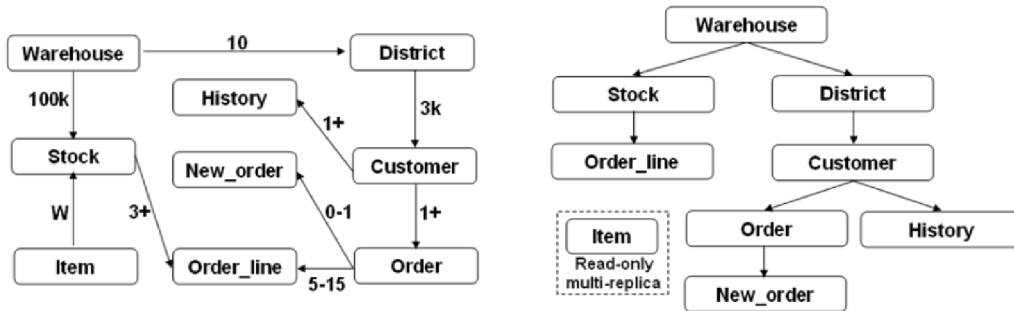 Warehouse
10
District
100k
History
3k
1+
Stock
New_order
Customer
W
3+
0-1
1+
Item
Order_line
5-15
Order
Warehouse
Stock
District
Order_line
Customer
Item
Read-only
multi-replica
Order
History
New_order